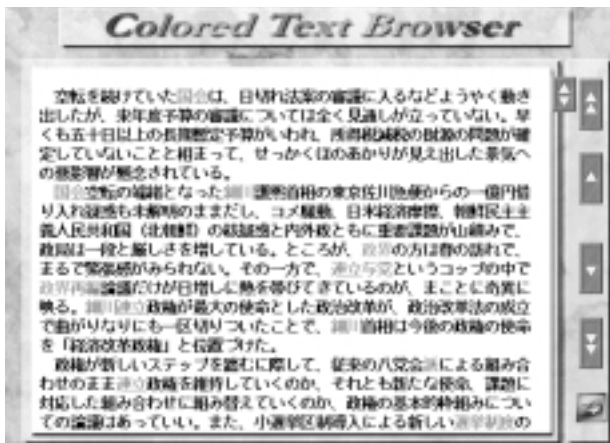 Colored Text Browser
空転を続けていた国会は、日切れ法案の審議に入るなどようやく動き
出したが、来年度予算の審議については全く見通しが立っていない。早
くも五十日以上の長期暫定予算がいわれ、所得税減税の財源の問題が確
定していないことと相まって、せっかくほのあかりが見え出した景気へ
の悪影響が懸念されている。
国会空転の端緒となった細川護熙首相の東京佐川急便からの一億円借
り入れ疑惑も未解明のままだし、コメ騒動、日米経済摩擦、朝鮮民主主
義人民共和国（北朝鮮）の核疑惑と内外政ともに重要課題が山積みで、
政局は一段と厳しさを増している。ところが、政界の方は春の訪れで、
まるで緊張感がみられない。その一方で、連立与党というコップの中で
政界再編論議だけが日増しに熱を帯びてきているのが、まことに奇異に
映る。細川連立政権が最大の使命とした政治改革が、政治改革法の成立
で曲がりなりにも一区切りついたことで、細川首相は今後の政権の使命
を「経済改革政権」と位置づけた。
政権が新しいステップを踏むに際して、従来の八党会派による組み合
わせのまま連立政権を維持していくのか、それとも新たな使命、課題に
対応した組み合わせに組み替えていくのか、政権の基本的枠組みについ
ての論議はあっていい。また、小選挙区制導入による新しい選挙制度の